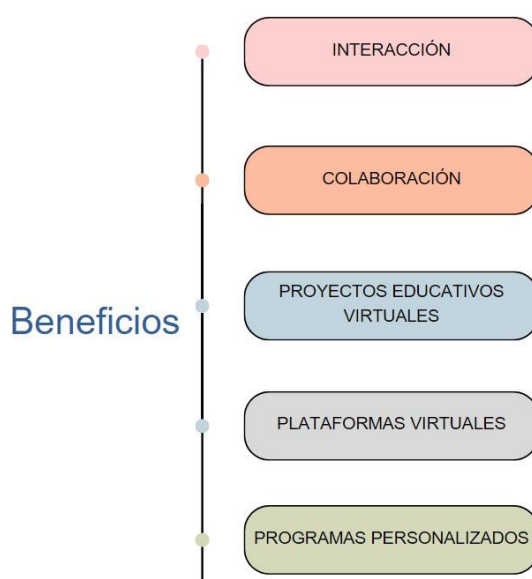 INTERACCIÓN
COLABORACIÓN
PROYECTOS EDUCATIVOS
VIRTUALES
Beneficios
PLATAFORMAS VIRTUALES
PROGRAMAS PERSONALIZADOS